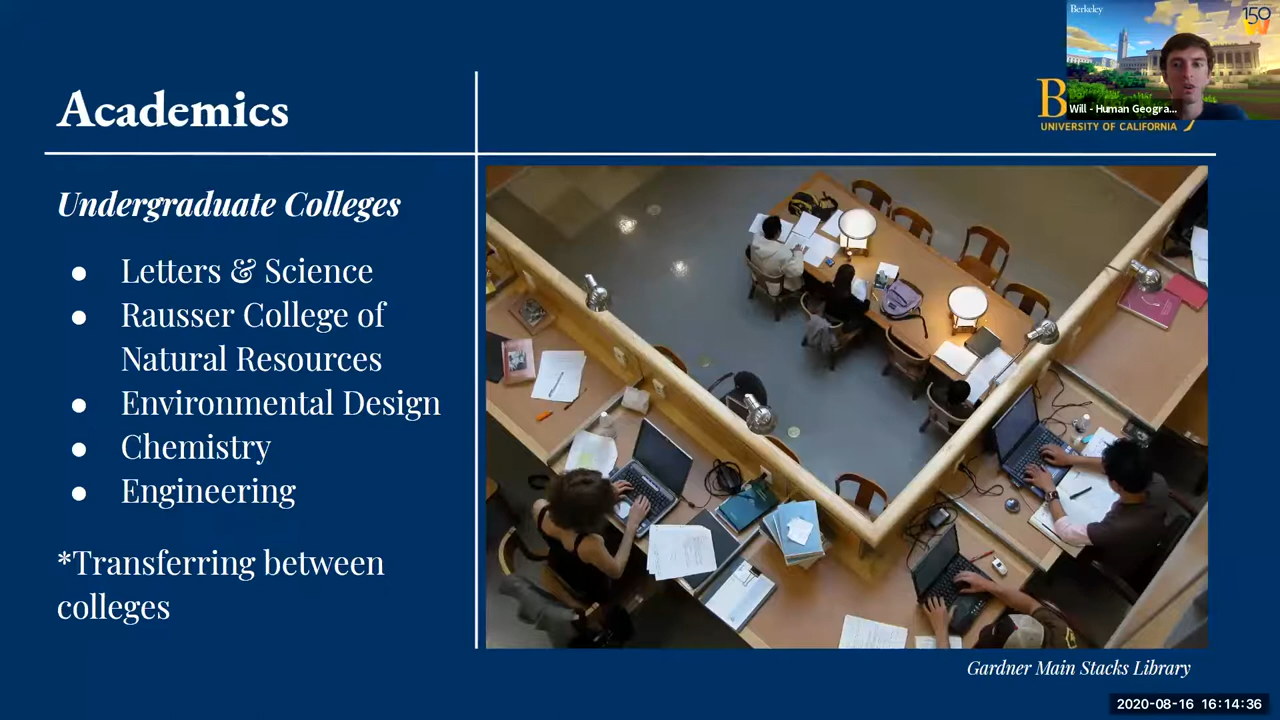 Berkeley
150
W
Academics
B
Will - Human Geogra...
UNIVERSITY OF CALIFORNIA
Undergraduate Colleges
● Letters & Science
● Rausser College of
Natural Resources
● Environmental Design
● Chemistry
● Engineering
*Transferring between
colleges
Gardner Main Stacks Library
2020-08-16 16:14:36